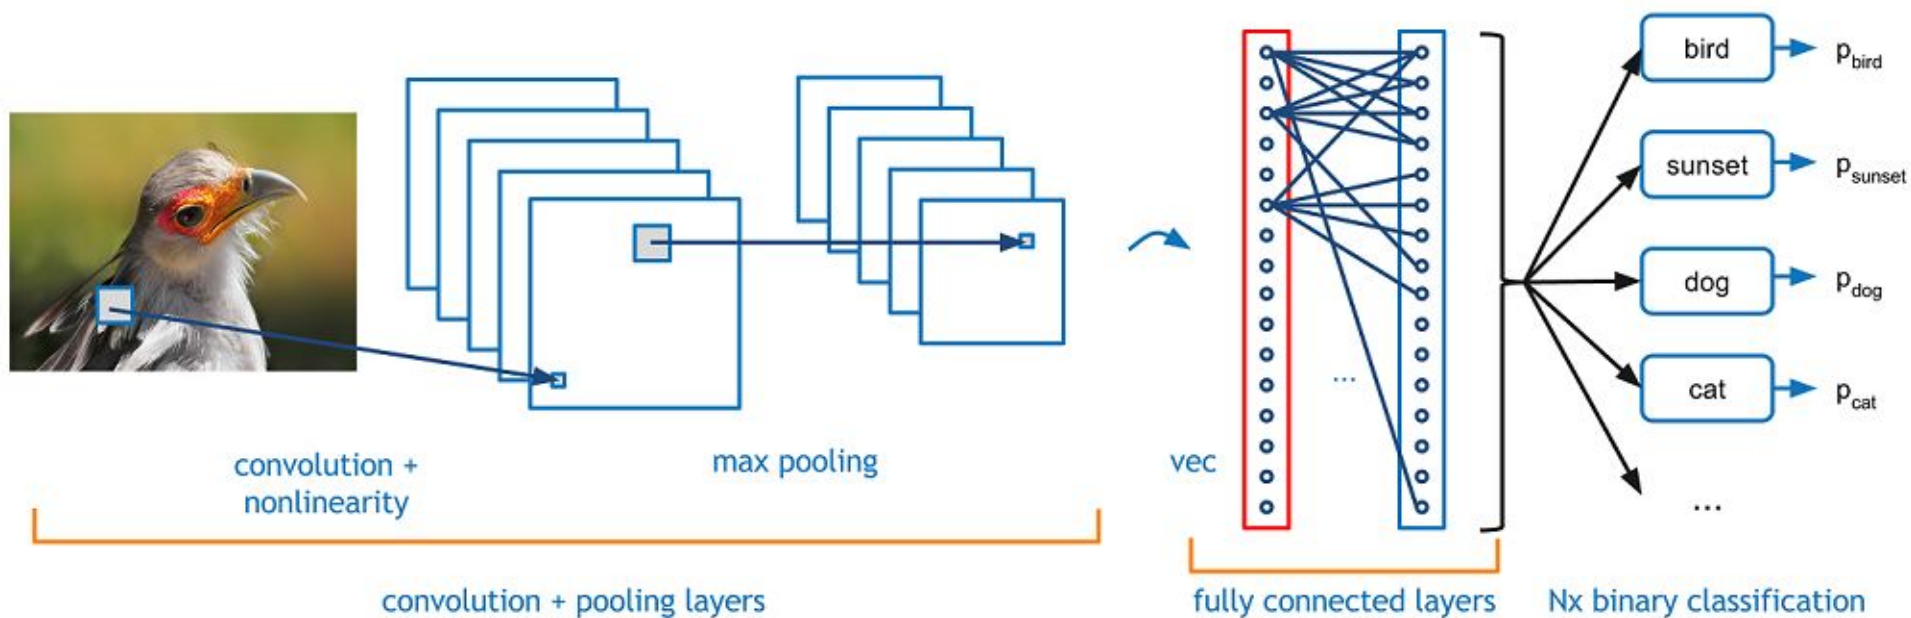 convolution +
nonlinearity
max pooling
convolution + pooling layers
vec
...
fully connected layers
bird
p_bird
sunset
p_sunset
dog
p_dog
cat
p_cat
...
Nx binary classification